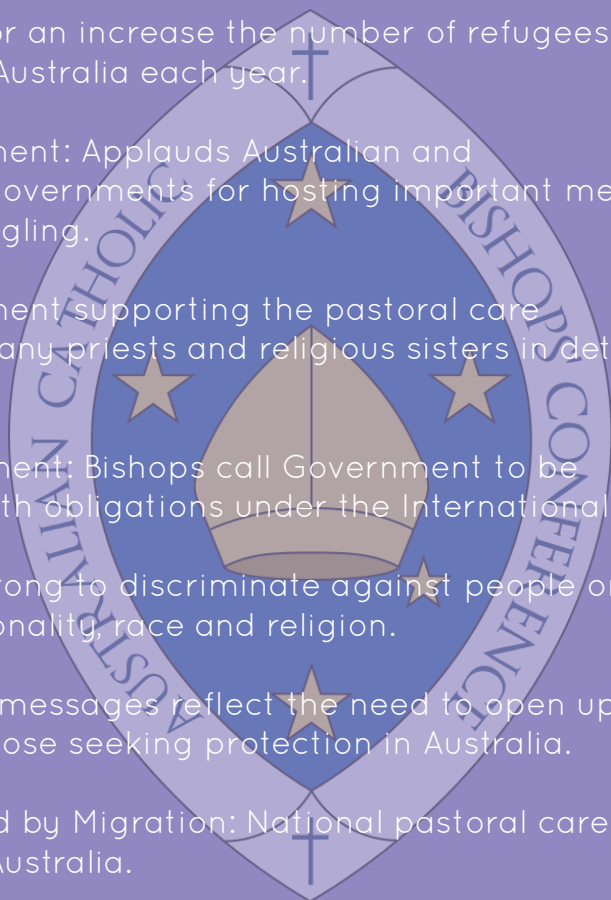 or an increase the number of refugees
Australia each year.
ment: Applauds Australian and
overnments for hosting important me
gling.
ment supporting the pastoral care
any priests and religious sisters in det
ment: Bishops call Government to be
th obligations under the International
rong to discriminate against people on
onality, race and religion.
messages reflect the need to open up
ose seeking protection in Australia.
d by Migration: National pastoral care
Australia.
AUSTRALIAN CATHOLIC BISHOPS CONFERENCE